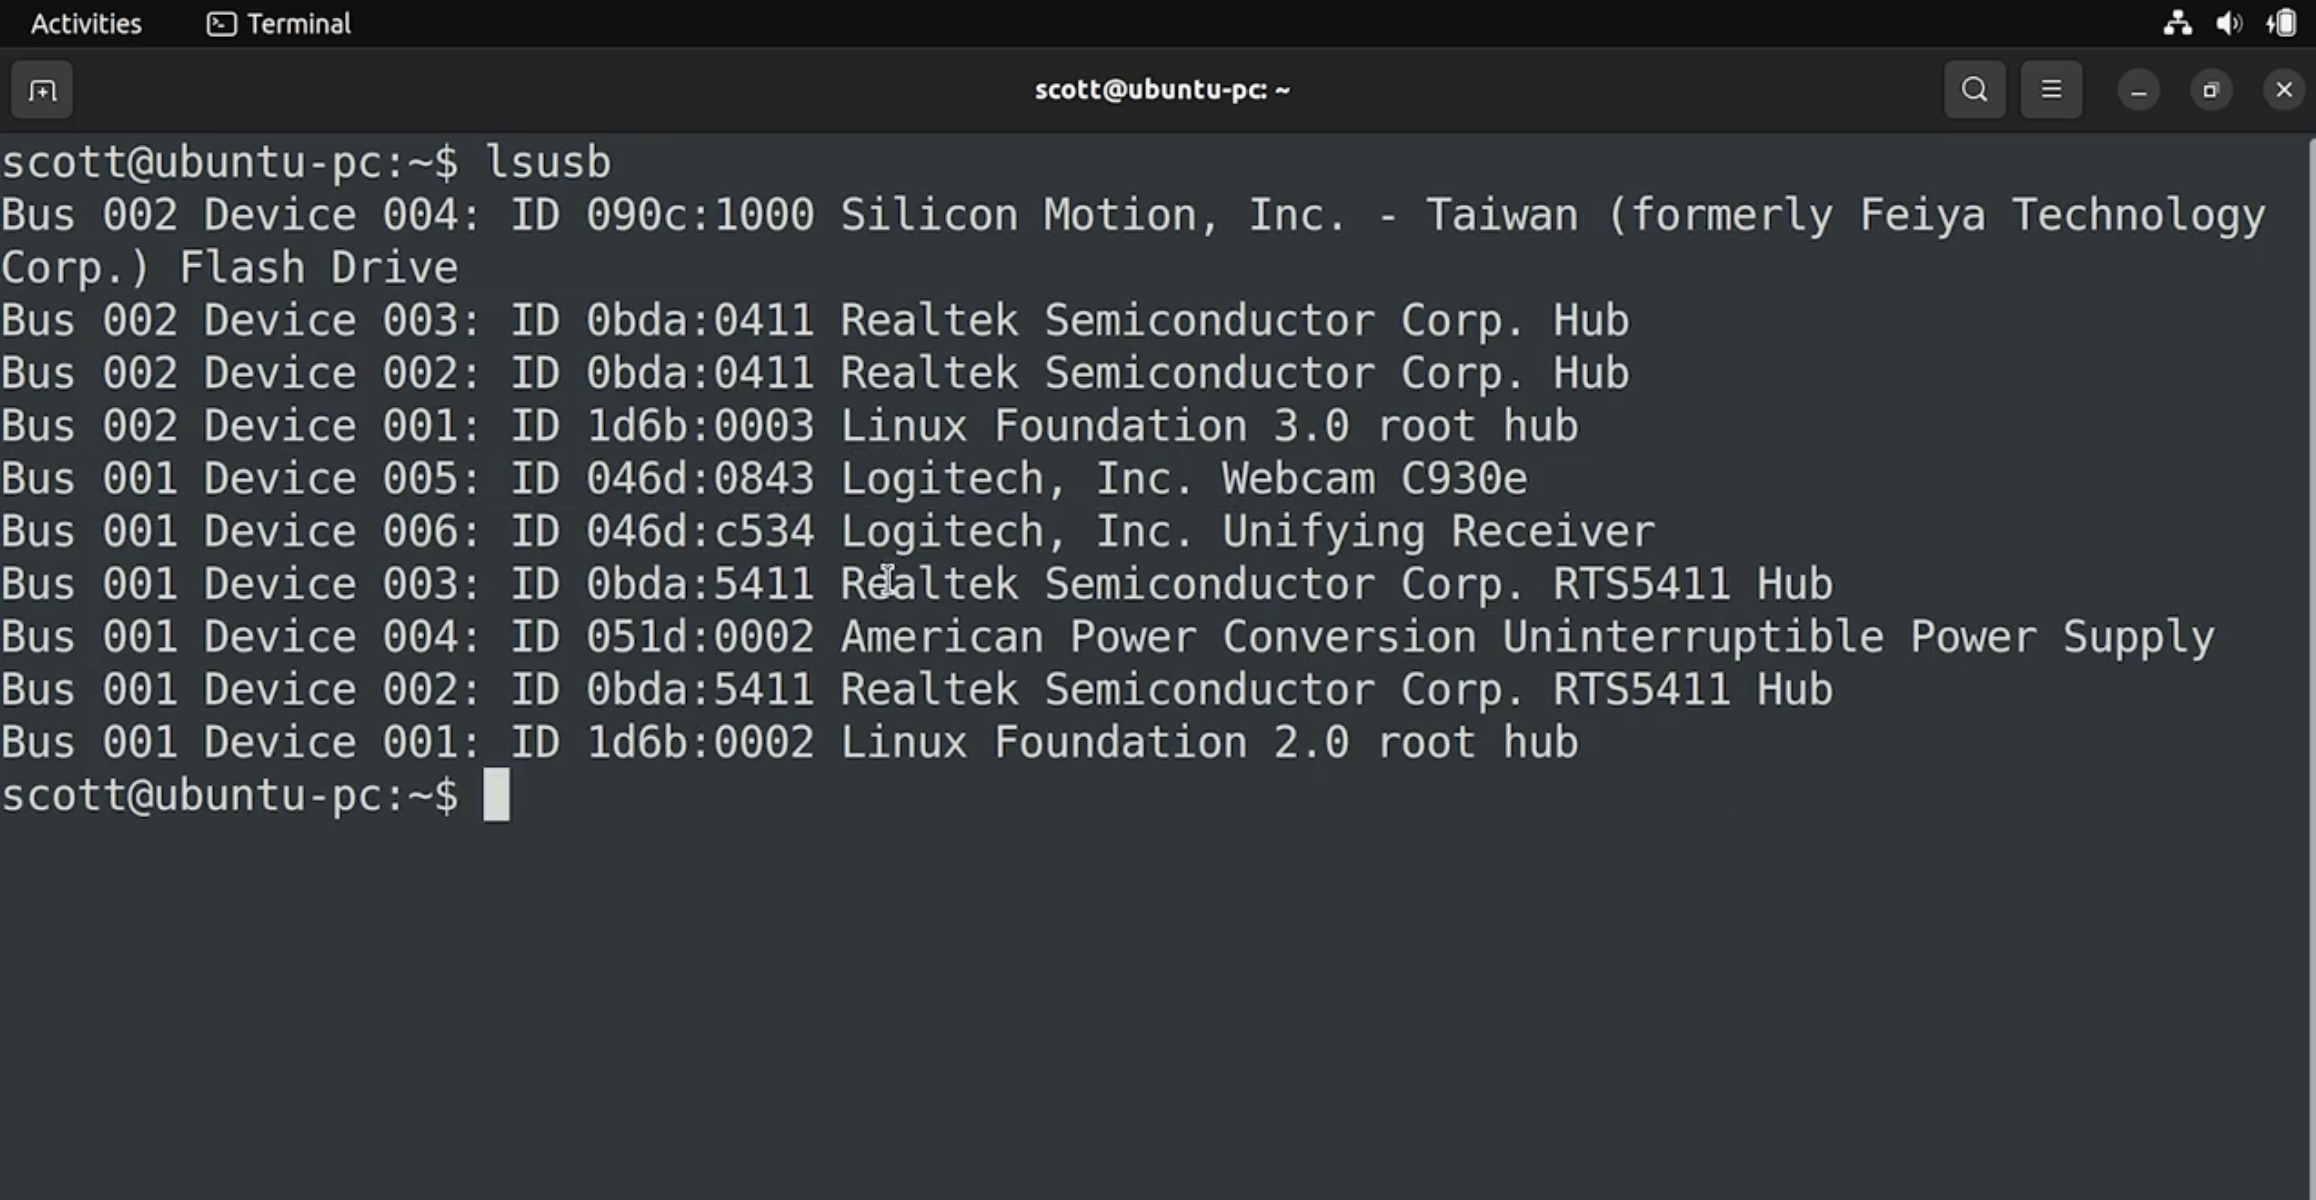 Activities Terminal
scott@ubuntu-pc: ~
scott@ubuntu-pc:~$ lsusb
Bus 002 Device 004: ID 090c:1000 Silicon Motion, Inc. - Taiwan (formerly Feiya Technology
Corp.) Flash Drive
Bus 002 Device 003: ID 0bda:0411 Realtek Semiconductor Corp. Hub
Bus 002 Device 002: ID 0bda:0411 Realtek Semiconductor Corp. Hub
Bus 002 Device 001: ID 1d6b:0003 Linux Foundation 3.0 root hub
Bus 001 Device 005: ID 046d:0843 Logitech, Inc. Webcam C930e
Bus 001 Device 006: ID 046d:c534 Logitech, Inc. Unifying Receiver
Bus 001 Device 003: ID 0bda:5411 Realtek Semiconductor Corp. RTS5411 Hub
Bus 001 Device 004: ID 051d:0002 American Power Conversion Uninterruptible Power Supply
Bus 001 Device 002: ID 0bda:5411 Realtek Semiconductor Corp. RTS5411 Hub
Bus 001 Device 001: ID 1d6b:0002 Linux Foundation 2.0 root hub
scott@ubuntu-pc:~$